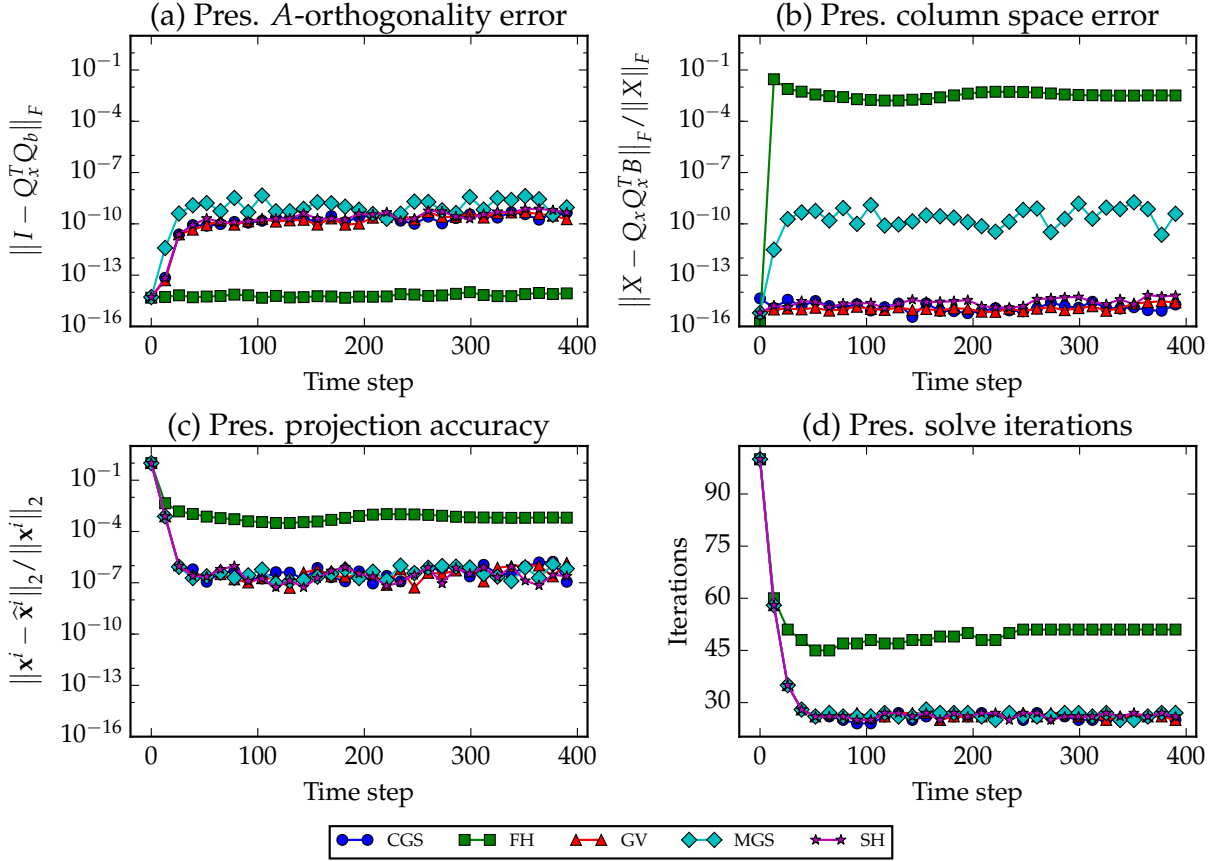 (a) Pres. A-orthogonality error
||I − Q_x^T Q_b||_F
10^−1
10^−4
10^−7
10^−10
10^−13
10^−16
0 100 200 300 400
Time step
(b) Pres. column space error
||X − Q_x Q_x^T B||_F / ||X||_F
10^−1
10^−4
10^−7
10^−10
10^−13
10^−16
0 100 200 300 400
Time step
(c) Pres. projection accuracy
||x^i − x̂^i||_2 / ||x^i||_2
10^−1
10^−4
10^−7
10^−10
10^−13
10^−16
0 100 200 300 400
Time step
(d) Pres. solve iterations
Iterations
90
75
60
45
30
0 100 200 300 400
Time step
CGS FH GV MGS SH